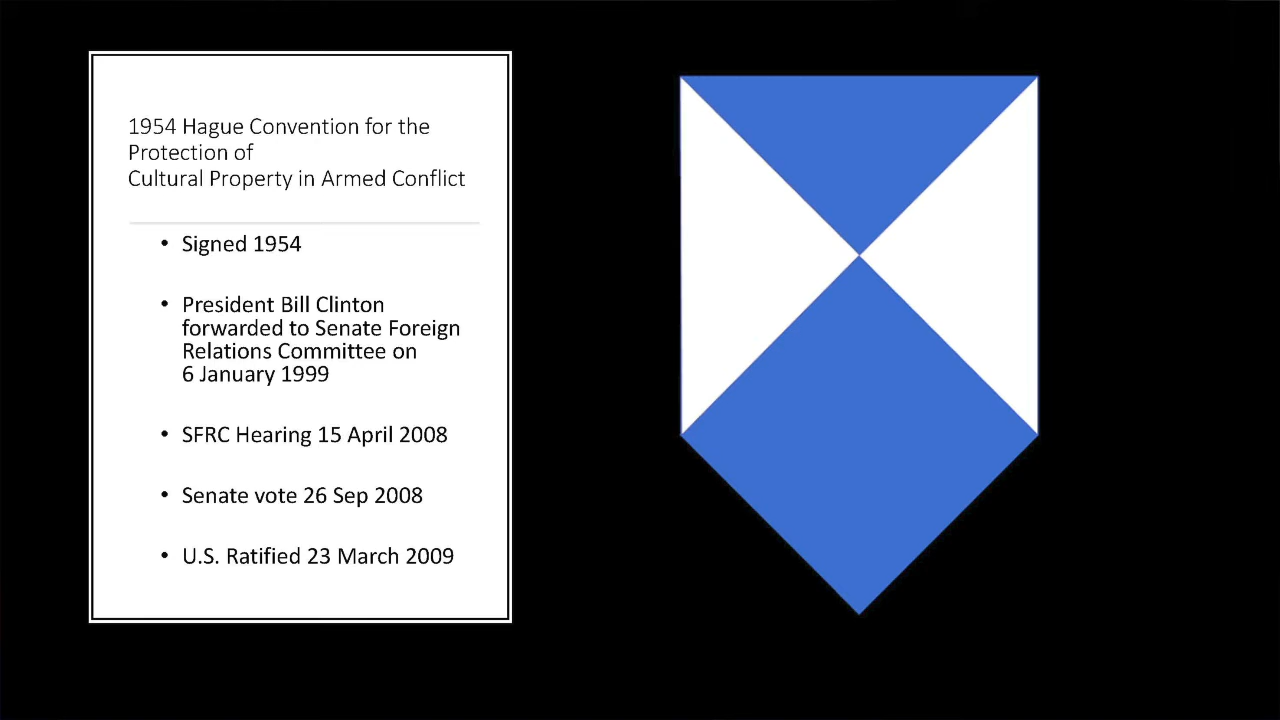 1954 Hague Convention for the
Protection of
Cultural Property in Armed Conflict
• Signed 1954
• President Bill Clinton
forwarded to Senate Foreign
Relations Committee on
6 January 1999
• SFRC Hearing 15 April 2008
• Senate vote 26 Sep 2008
• U.S. Ratified 23 March 2009